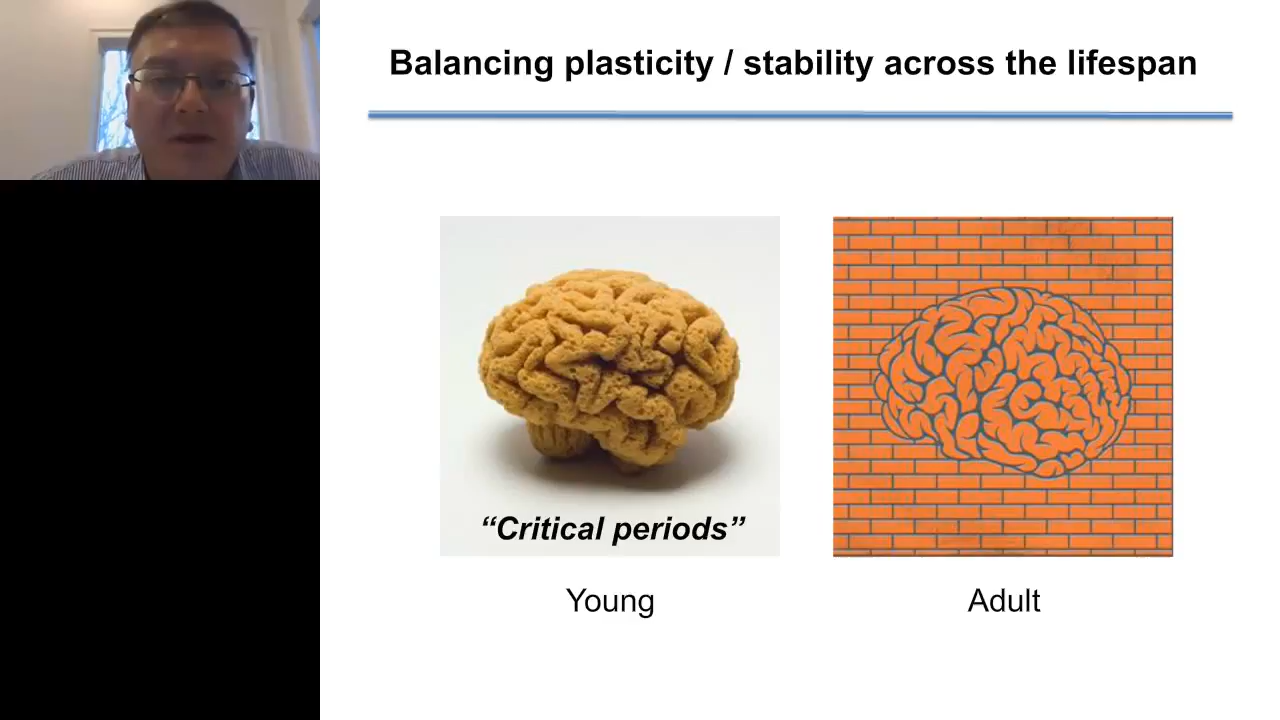 Balancing plasticity / stability across the lifespan
“Critical periods”
Young
Adult